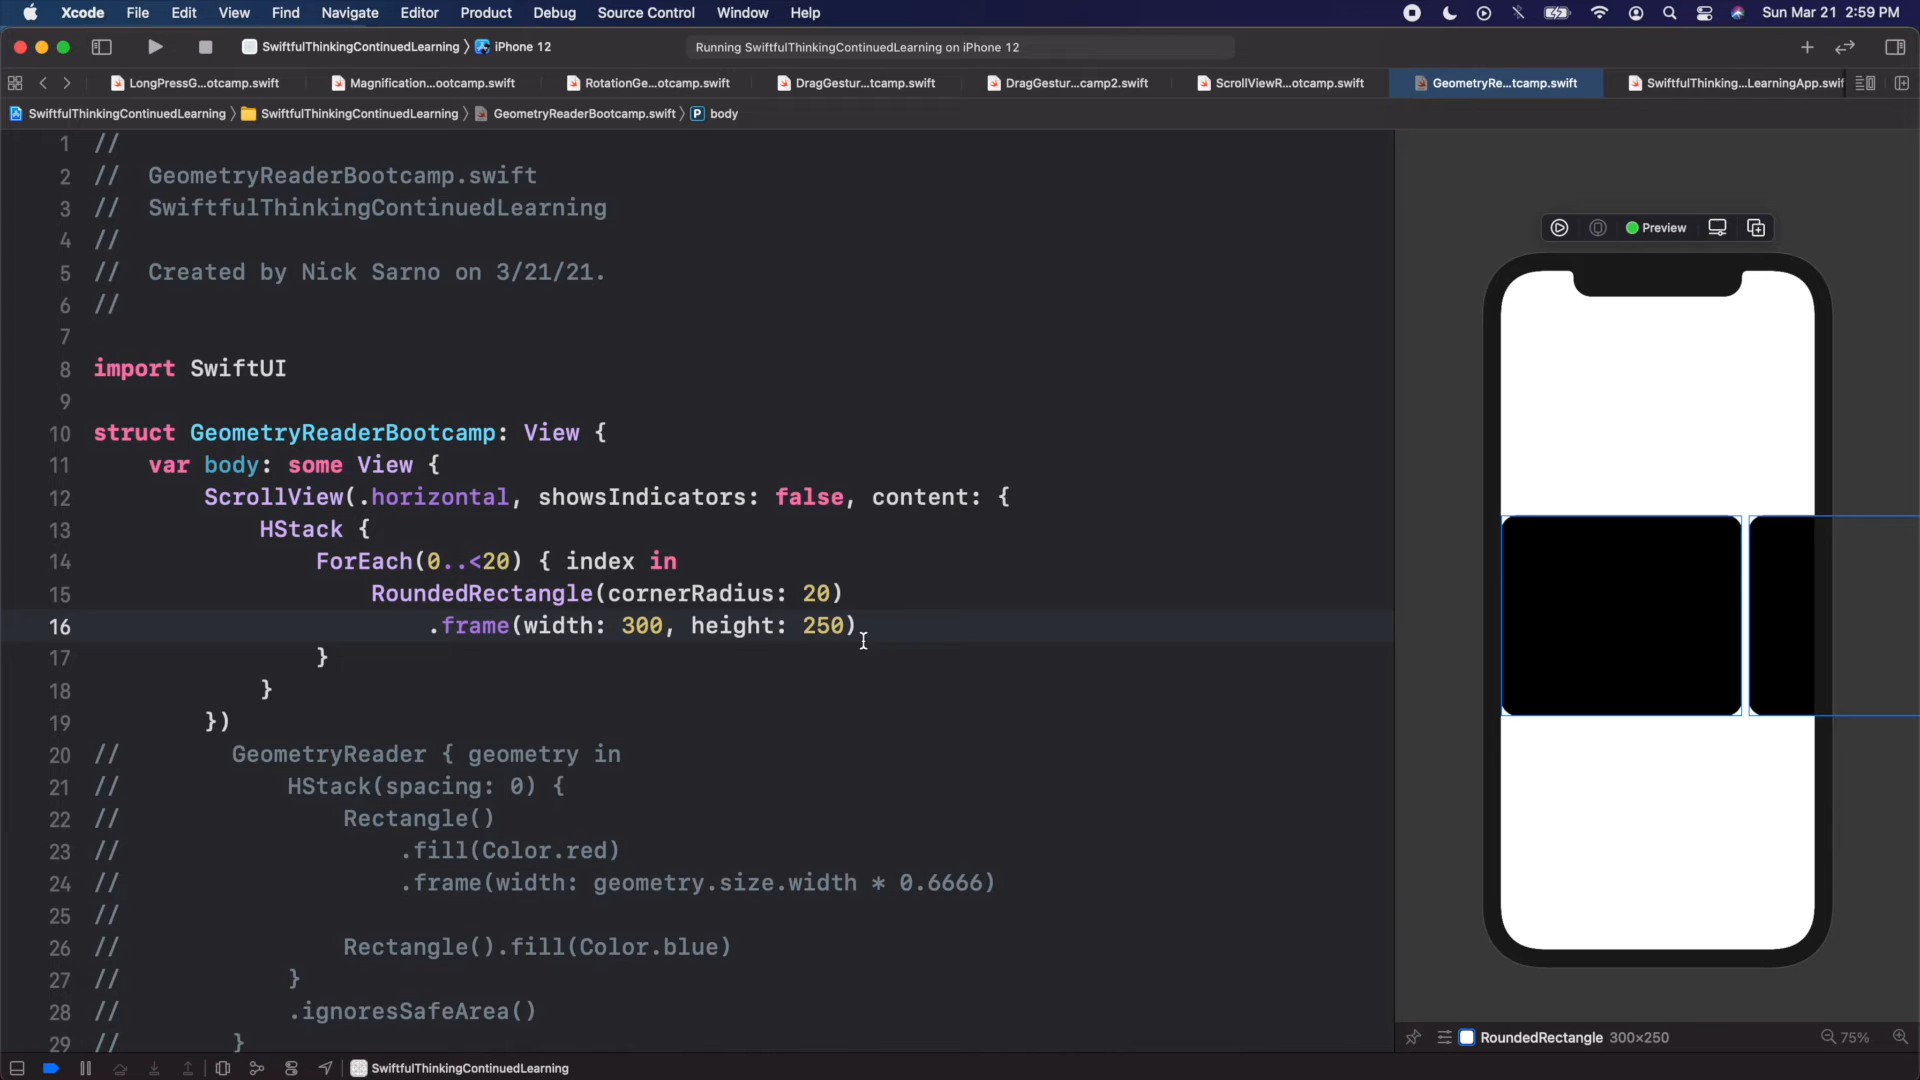 Xcode File Edit View Find Navigate Editor Product Debug Source Control Window Help Sun Mar 21 2:59 PM
SwiftfulThinkingContinuedLearning 〉 iPhone 12 Running SwiftfulThinkingContinuedLearning on iPhone 12
LongPressG...otcamp.swift Magnification...ootcamp.swift RotationGe...otcamp.swift DragGestur...tcamp.swift DragGestur...camp2.swift ScrollViewR...otcamp.swift GeometryRe...tcamp.swift SwiftfulThinking...LearningApp.swif
SwiftfulThinkingContinuedLearning 〉 SwiftfulThinkingContinuedLearning 〉 GeometryReaderBootcamp.swift 〉 P body
1 //
2 //  GeometryReaderBootcamp.swift
3 //  SwiftfulThinkingContinuedLearning
4 //
5 //  Created by Nick Sarno on 3/21/21.
6 //
7
8 import SwiftUI
9
10 struct GeometryReaderBootcamp: View {
11     var body: some View {
12         ScrollView(.horizontal, showsIndicators: false, content: {
13             HStack {
14                 ForEach(0..<20) { index in
15                     RoundedRectangle(cornerRadius: 20)
16                         .frame(width: 300, height: 250)
17                 }
18             }
19         })
20 //        GeometryReader { geometry in
21 //            HStack(spacing: 0) {
22 //                Rectangle()
23 //                    .fill(Color.red)
24 //                    .frame(width: geometry.size.width * 0.6666)
25 //
26 //                Rectangle().fill(Color.blue)
27 //            }
28 //            .ignoresSafeArea()
29 //        }
Preview
RoundedRectangle 300×250 75%
SwiftfulThinkingContinuedLearning